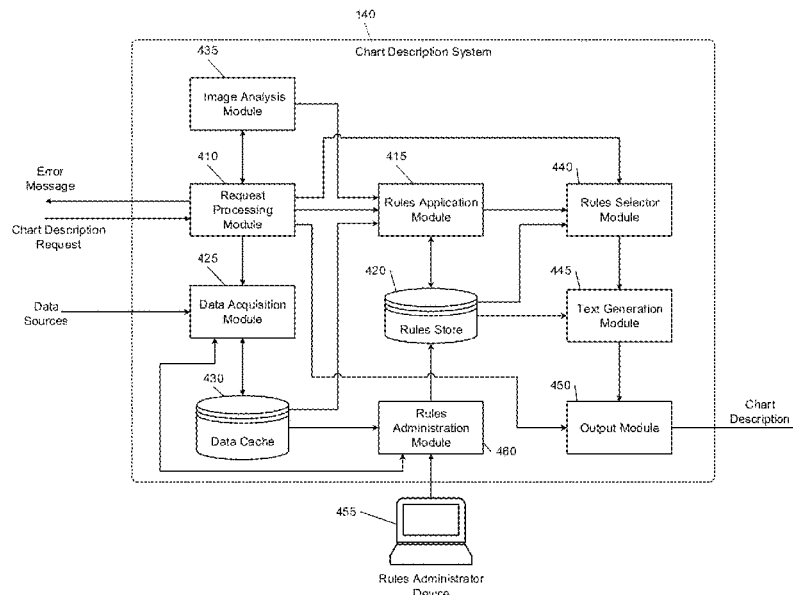 140
Chart Description System
435
Image Analysis
Module
410
415
440
Error
Message
Request
Processing
Module
Rules Application
Module
Rules Selector
Module
Chart Description
Request
425
420
445
Data
Sources
Data Acquisition
Module
Rules Store
Text Generation
Module
430
450
Chart
Description
Data Cache
Rules
Administration
Module
Output Module
460
455
Rules Administrator
Device